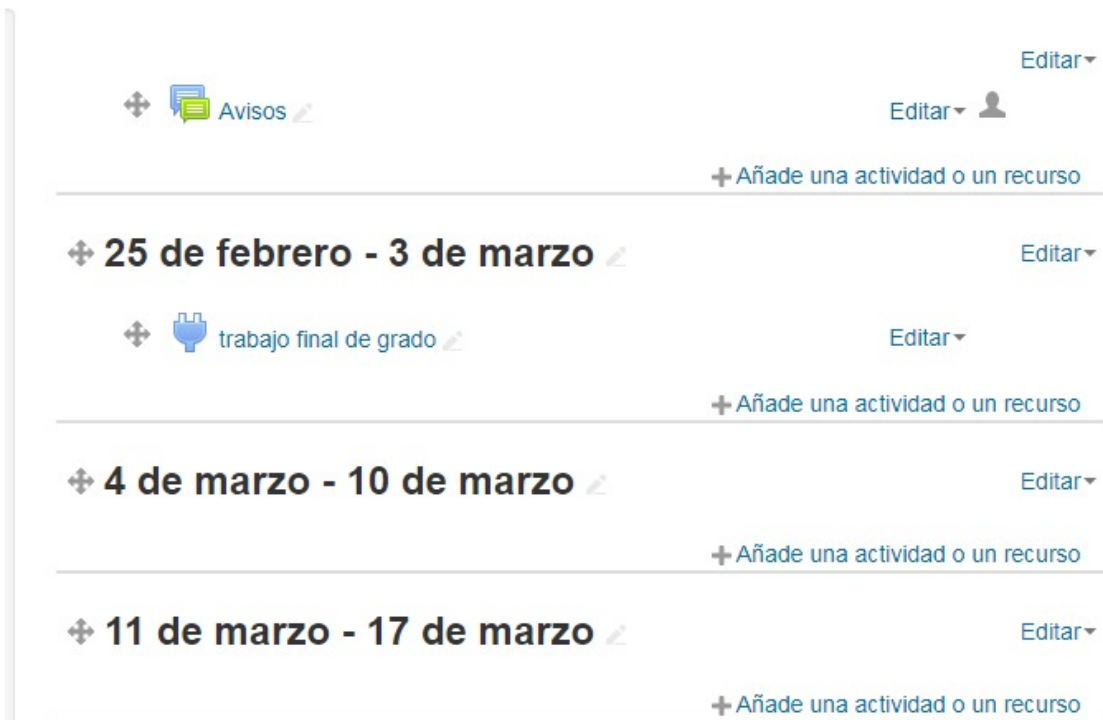 Editar
Avisos Editar
Añade una actividad o un recurso
25 de febrero - 3 de marzo Editar
trabajo final de grado Editar
Añade una actividad o un recurso
4 de marzo - 10 de marzo Editar
Añade una actividad o un recurso
11 de marzo - 17 de marzo Editar
Añade una actividad o un recurso